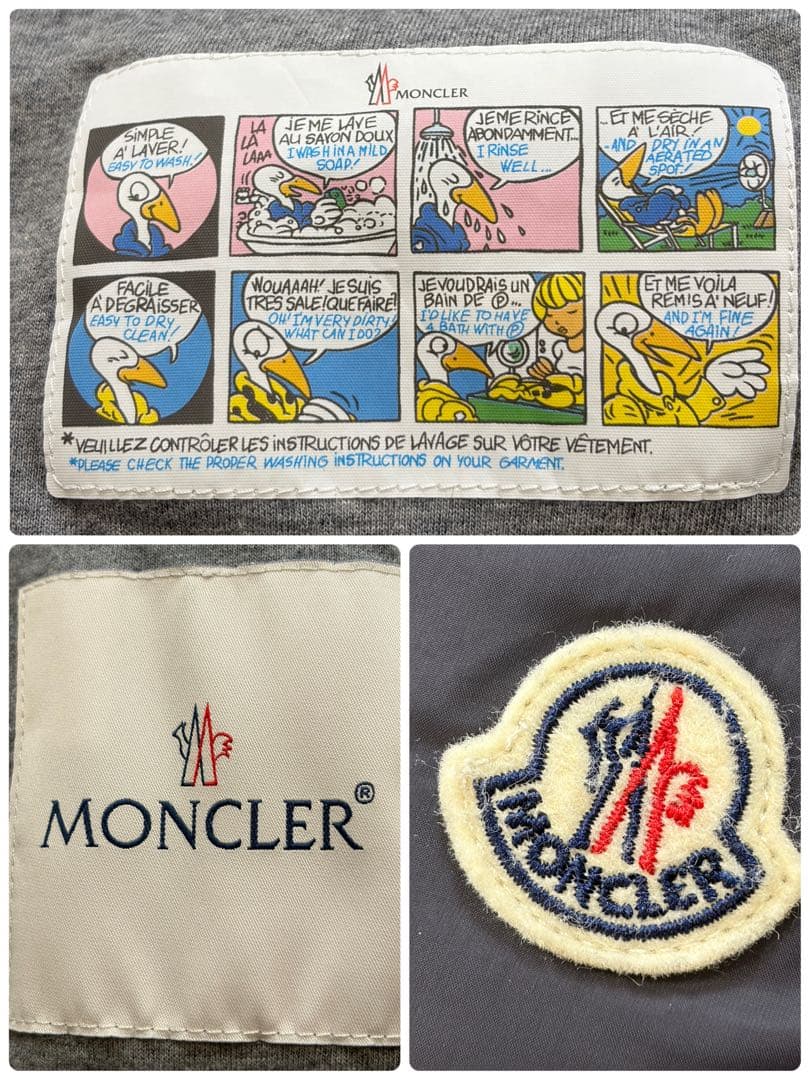 MONCLER
SIMPLE
A' LAVER!
EASY TO WASH!
LA
LA
LAAA
JE ME LAVE
AU SAVON DOUX
I WASH IN A MILD
SOAP!
JE ME RINCE
ABONDAMMENT...
I RINSE
WELL...
..ET ME SÈCHE
A' L'AIR!
-AND DRY IN AN
AERATED
SPOT!
FACILE
A' DEGRAISSER
EASY TO DRY
CLEAN!
WOUAAAH! JE SUIS
TRES SALE! QUE FAIRE?
OH! I'M VERY DIRTY!
WHAT CAN I DO?
JE VOUDRAIS UN
BAIN DE Ⓟ...
I'D LIKE TO HAVE
A BATH WITH Ⓟ
ET ME VOILA
REMIS A' NEUF!
AND I'M FINE
AGAIN!
*VEUILLEZ CONTRÔLER LES INSTRUCTIONS DE LAVAGE SUR VÔTRE VÊTEMENT.
*PLEASE CHECK THE PROPER WASHING INSTRUCTIONS ON YOUR GARMENT.
MONCLER®
MONCLER